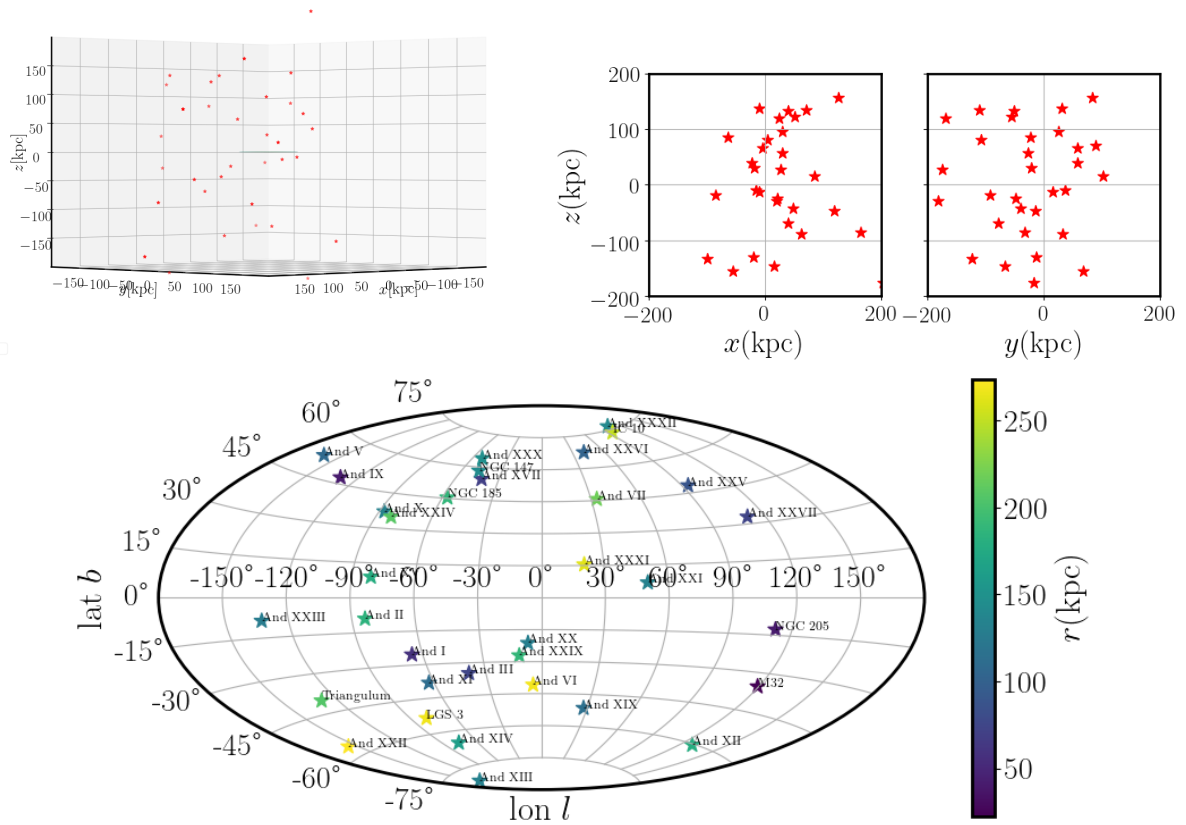 150
100
50
0
−50
−100
−150
z[kpc]
−150
−100
−50
0
50
100
150
y[kpc]
150
100
50
0
−50
−100
−150
x[kpc]
200
100
0
−100
−200
z(kpc)
−200
0
200
x(kpc)
−200
0
200
y(kpc)
75°
60°
45°
30°
15°
0°
-15°
-30°
-45°
-60°
-75°
lat b
-150°
-120°
-90°
-60°
-30°
0°
30°
60°
90°
120°
150°
lon l
And XXXII
IC 10
And V
And XXX
And XXVI
NGC 147
And IX
And XVII
And XXV
NGC 185
And VII
And X
And XXIV
And XXVII
And XXXI
And XXI
And XXIII
And II
NGC 205
And XX
And I
And XXIX
And III
And XI
And VI
M32
Triangulum
And XIX
LGS 3
And XXII
And XIV
And XII
And XIII
250
200
150
100
50
r(kpc)